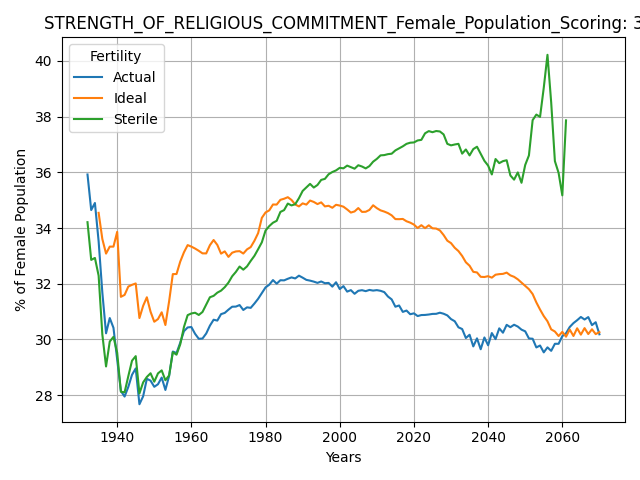 STRENGTH_OF_RELIGIOUS_COMMITMENT_Female_Population_Scoring: 3
Fertility
Actual
Ideal
Sterile
% of Female Population
40
38
36
34
32
30
28
1940
1960
1980
2000
2020
2040
2060
Years